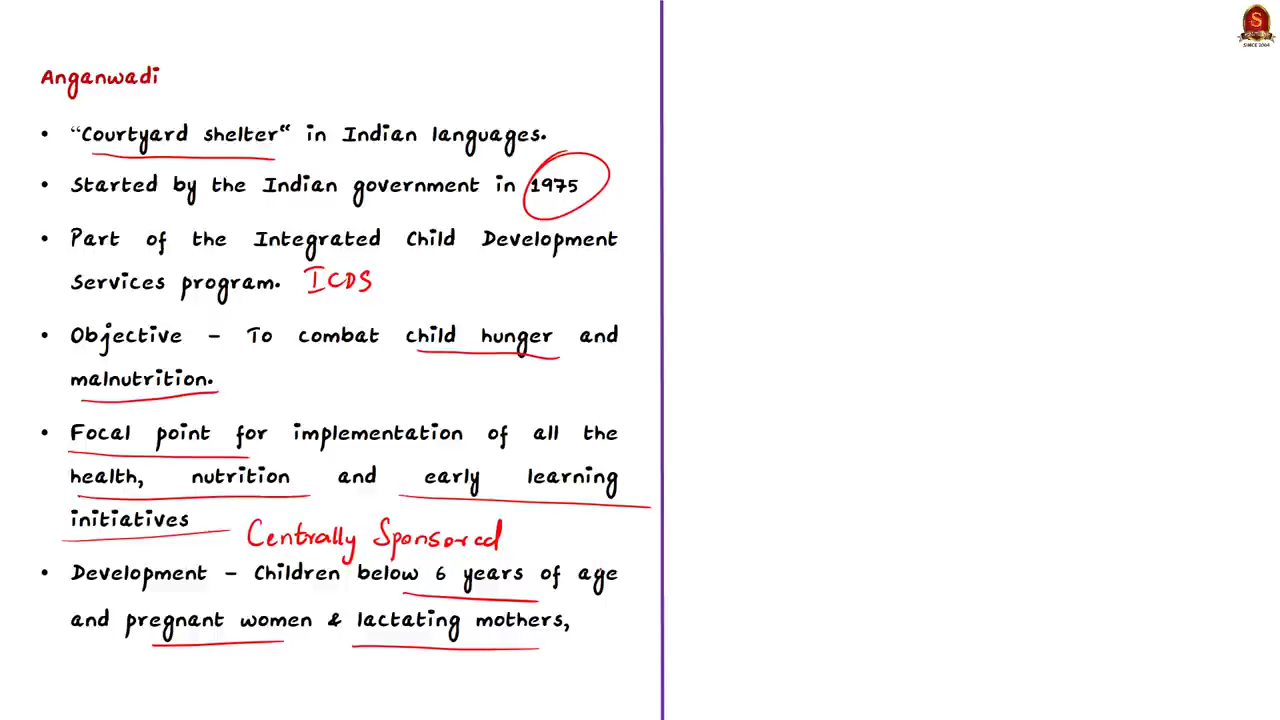 Anganwadi
• “Courtyard shelter“ in Indian languages.
• Started by the Indian government in 1975
• Part of the Integrated Child Development
Services program. ICDS
• Objective – To combat child hunger and
malnutrition.
• Focal point for implementation of all the
health, nutrition and early learning
initiatives
Centrally Sponsored
• Development – Children below 6 years of age
and pregnant women & lactating mothers,
S
SINCE 2004